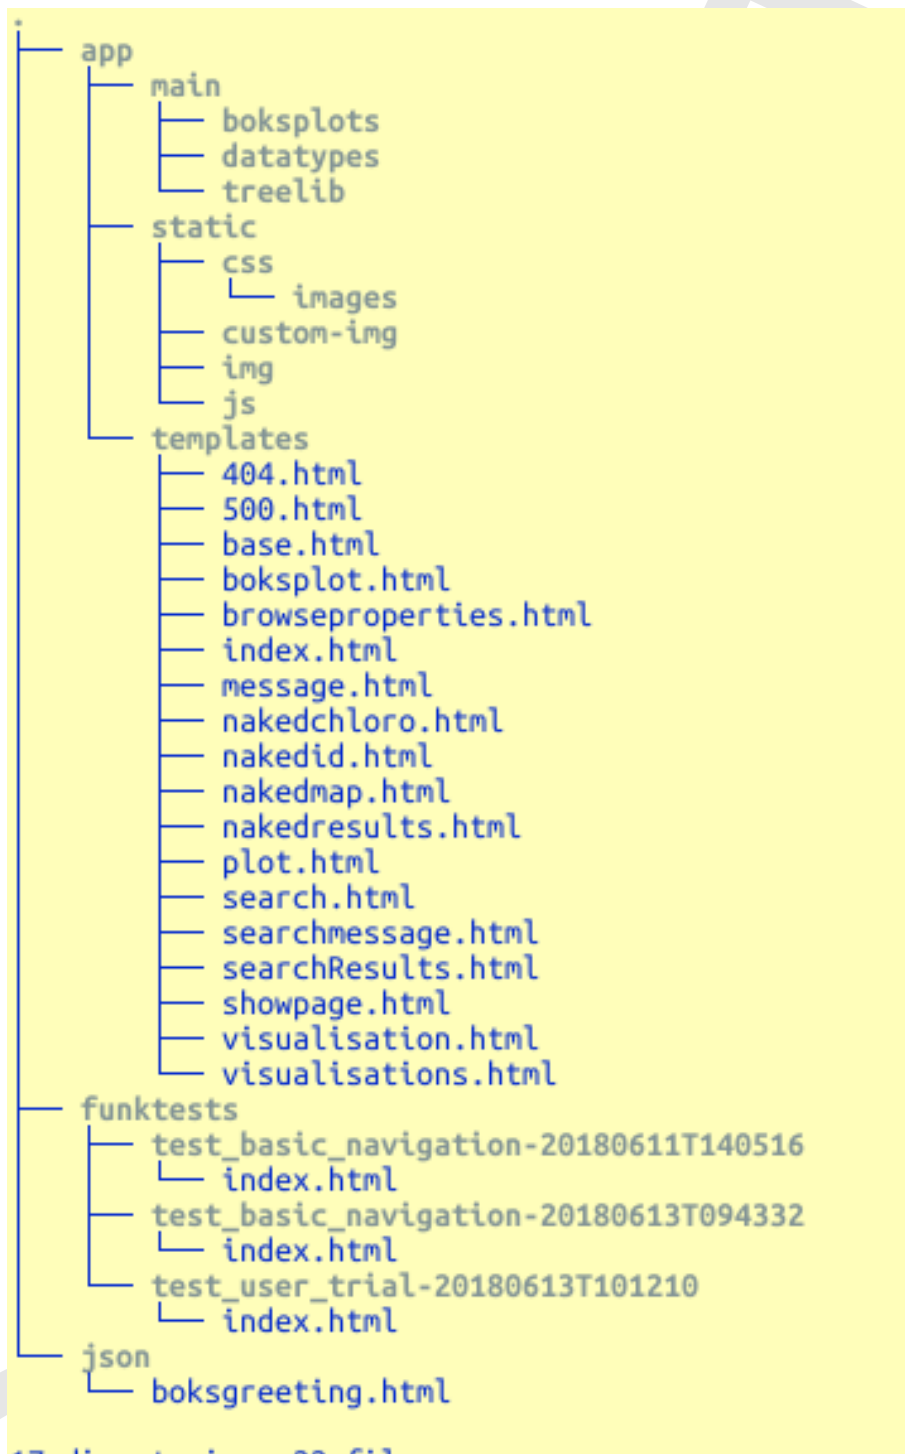 .
├── app
│   ├── main
│   │   ├── boksplots
│   │   ├── datatypes
│   │   └── treelib
│   ├── static
│   │   ├── css
│   │   │   └── images
│   │   ├── custom-img
│   │   ├── img
│   │   └── js
│   └── templates
│       ├── 404.html
│       ├── 500.html
│       ├── base.html
│       ├── boksplot.html
│       ├── browseproperties.html
│       ├── index.html
│       ├── message.html
│       ├── nakedchloro.html
│       ├── nakedid.html
│       ├── nakedmap.html
│       ├── nakedresults.html
│       ├── plot.html
│       ├── search.html
│       ├── searchmessage.html
│       ├── searchResults.html
│       ├── showpage.html
│       ├── visualisation.html
│       └── visualisations.html
├── funktests
│   ├── test_basic_navigation-20180611T140516
│   │   └── index.html
│   ├── test_basic_navigation-20180613T094332
│   │   └── index.html
│   └── test_user_trial-20180613T101210
│       └── index.html
└── json
    └── boksgreeting.html